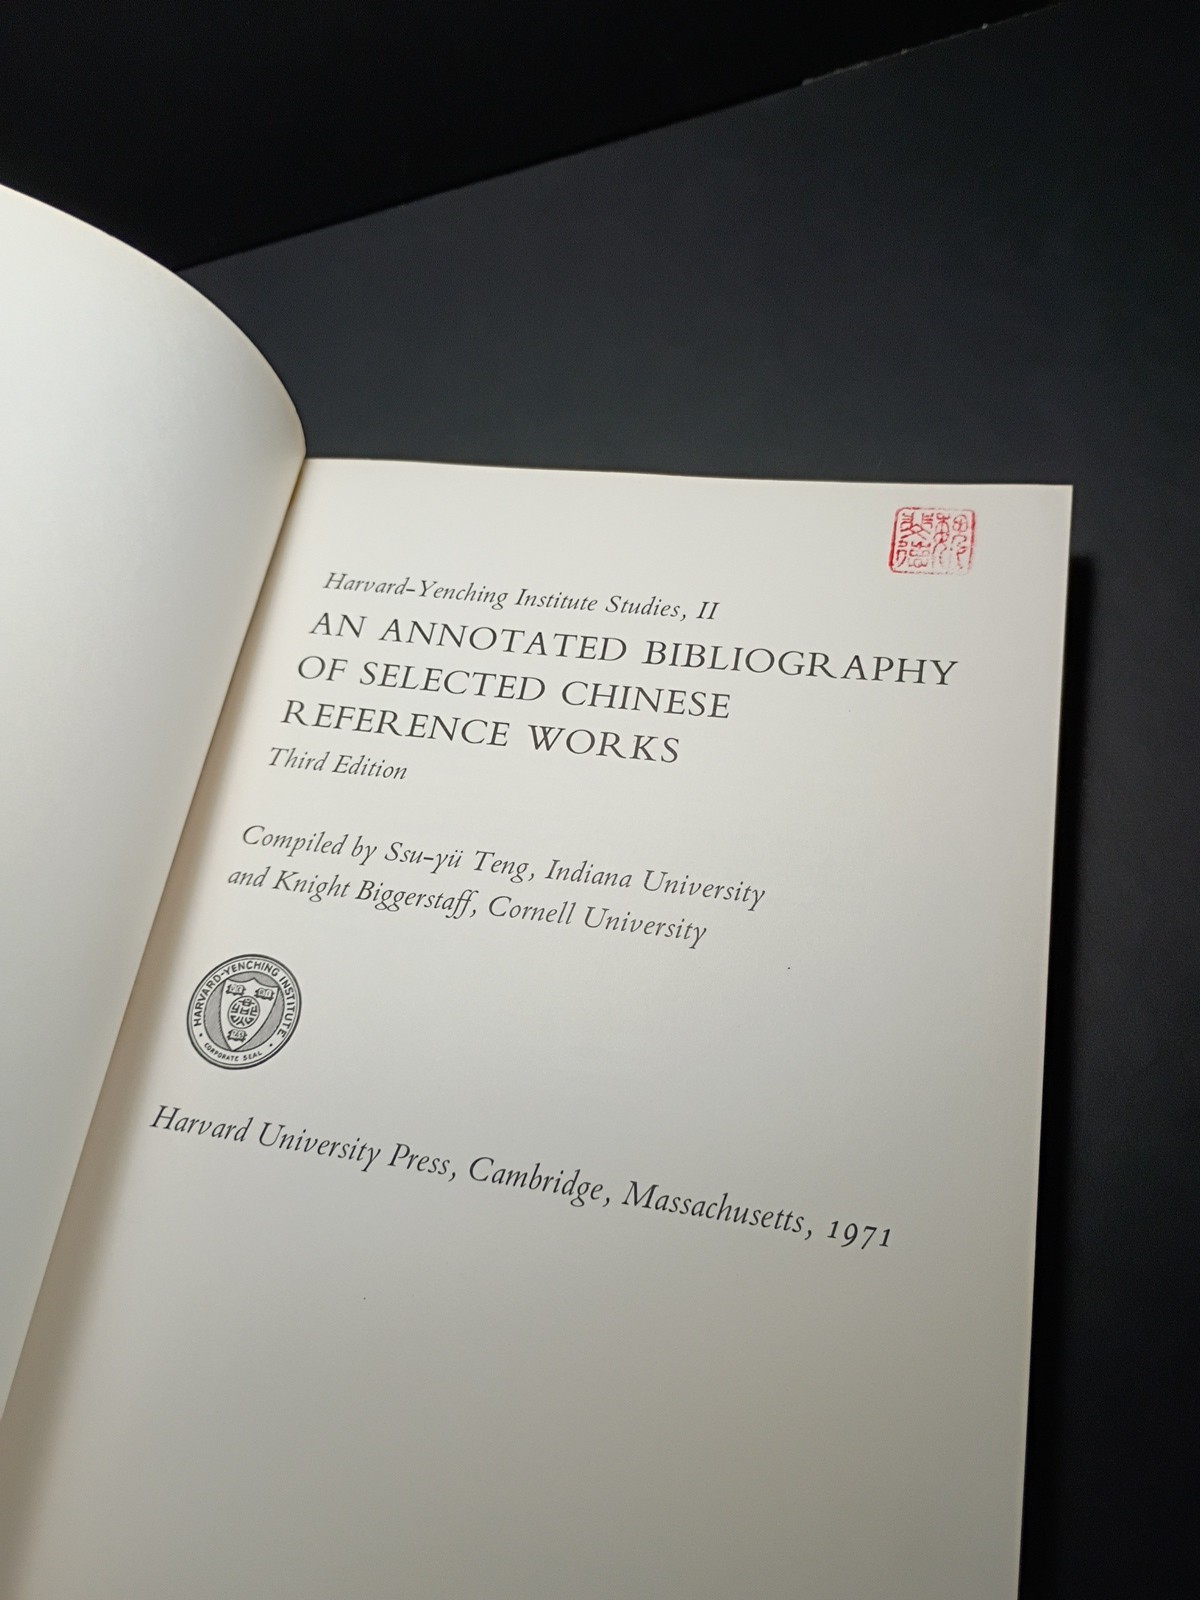 Harvard-Yenching Institute Studies, II
AN ANNOTATED BIBLIOGRAPHY
OF SELECTED CHINESE
REFERENCE WORKS
Third Edition
Compiled by Ssu-yü Teng, Indiana University
and Knight Biggerstaff, Cornell University
HARVARD-YENCHING INSTITUTE
CORPORATE SEAL
Harvard University Press, Cambridge, Massachusetts, 1971